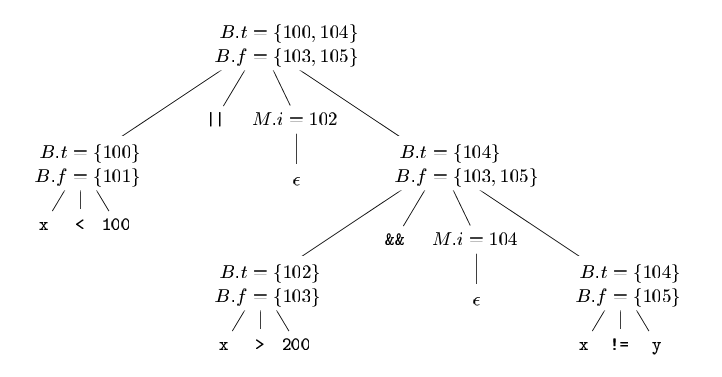 B.t = {100, 104}
B.f = {103, 105}
|| M.i = 102
B.t = {100}
B.f = {101}
ϵ
B.t = {104}
B.f = {103, 105}
x < 100
&& M.i = 104
B.t = {102}
B.f = {103}
ϵ
B.t = {104}
B.f = {105}
x > 200
x != y